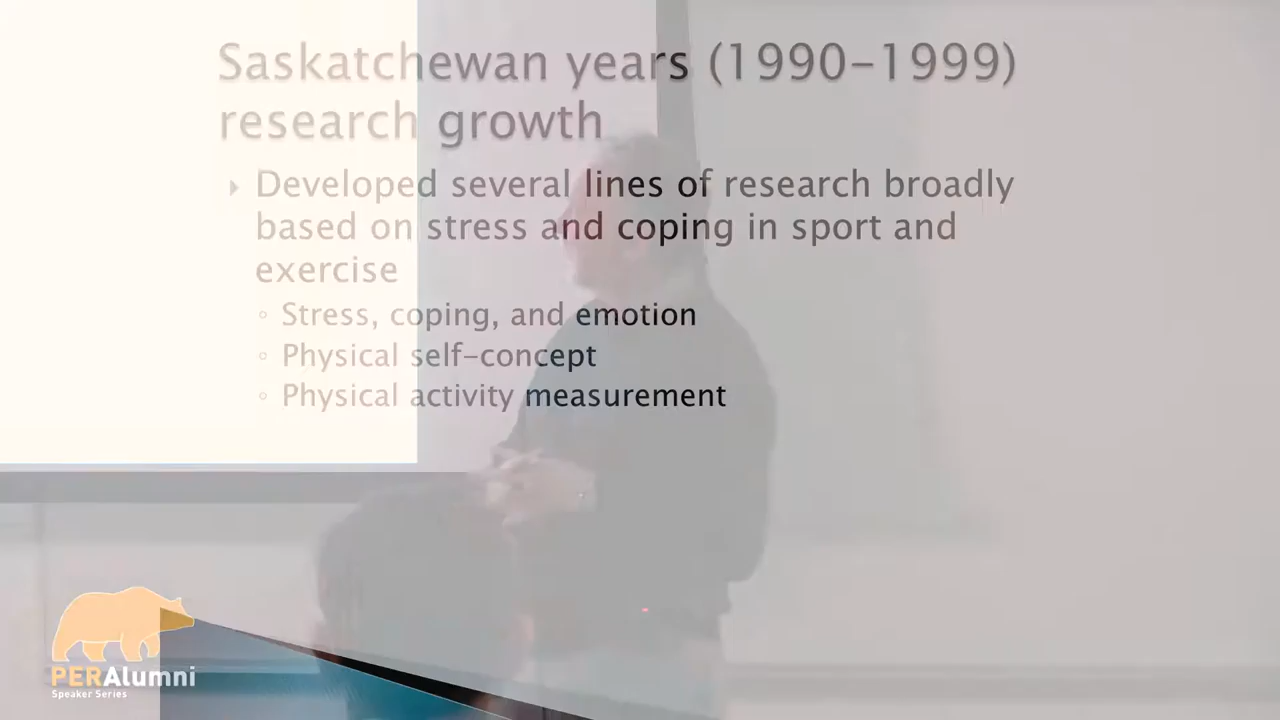 Saskatchewan years (1990-1999)
research growth
Developed several lines of research broadly
based on stress and coping in sport and
exercise
Stress, coping, and emotion
Physical self-concept
Physical activity measurement
PERAlumni
Speaker Series